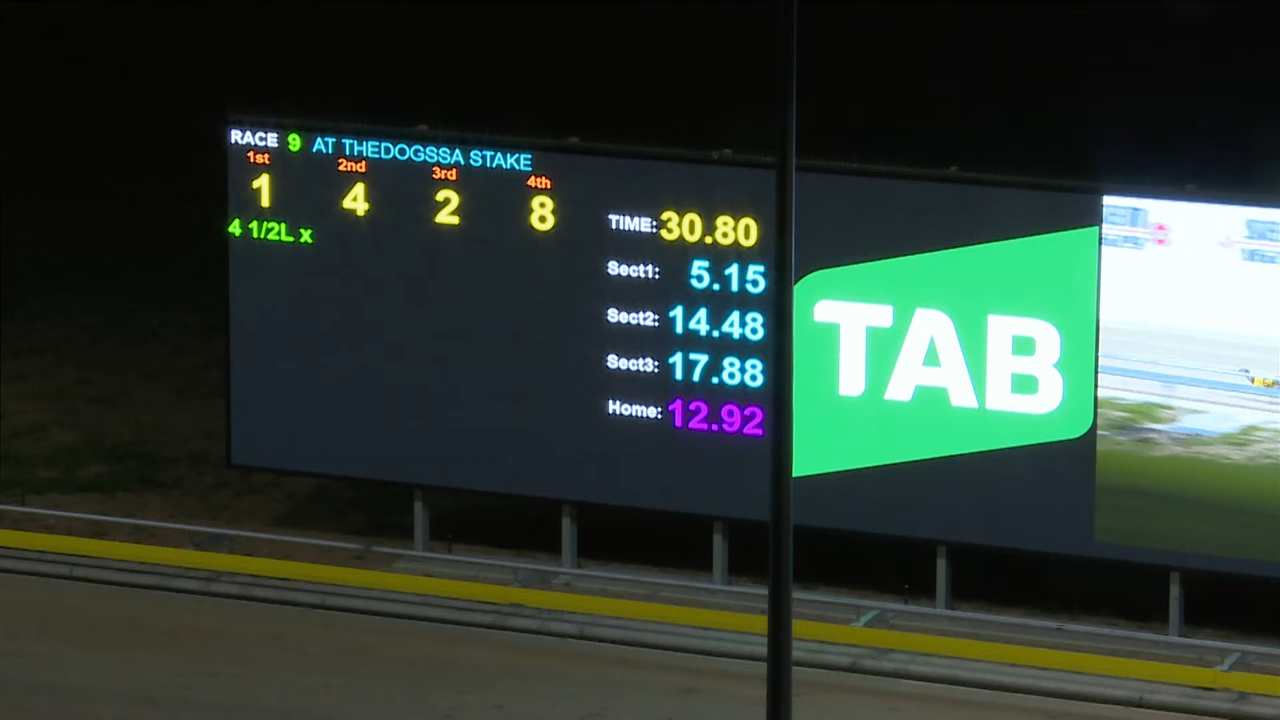 RACE 9 AT THEDOGSSA STAKE
1st 2nd 3rd 4th
1 4 2 8
4 1/2L x
TIME: 30.80
Sect1: 5.15
Sect2: 14.48
Sect3: 17.88
Home: 12.92
TAB